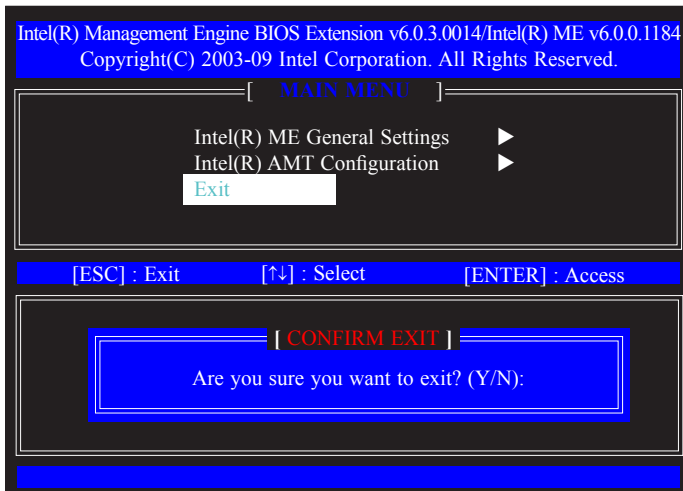 Intel(R) Management Engine BIOS Extension v6.0.3.0014/Intel(R) ME v6.0.0.1184
Copyright(C) 2003-09 Intel Corporation. All Rights Reserved.
[ MAIN MENU ]
Intel(R) ME General Settings ▶
Intel(R) AMT Configuration ▶
Exit
[ESC] : Exit [↑↓] : Select [ENTER] : Access
[ CONFIRM EXIT ]
Are you sure you want to exit? (Y/N):